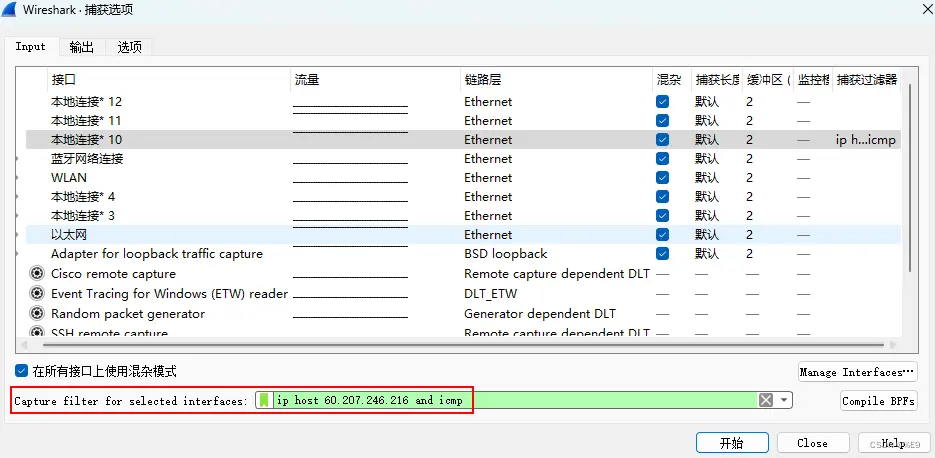 Wireshark · 捕获选项
Input 输出 选项
接口 流量 链路层 混杂 捕获长度 缓冲区 ( 监控模 捕获过滤器
本地连接* 12 Ethernet 默认 2 —
本地连接* 11 Ethernet 默认 2 —
本地连接* 10 Ethernet 默认 2 — ip h...icmp
蓝牙网络连接 Ethernet 默认 2 —
WLAN Ethernet 默认 2 —
本地连接* 4 Ethernet 默认 2 —
本地连接* 3 Ethernet 默认 2 —
以太网 Ethernet 默认 2 —
Adapter for loopback traffic capture BSD loopback 默认 2 —
Cisco remote capture Remote capture dependent DLT — — — —
Event Tracing for Windows (ETW) reader DLT_ETW — — — —
Random packet generator Generator dependent DLT — — — —
SSH remote capture Remote capture dependent DLT — — — —
在所有接口上使用混杂模式 Manage Interfaces…
Capture filter for selected interfaces: ip host 60.207.246.216 and icmp Compile BPFs
开始 Close Help